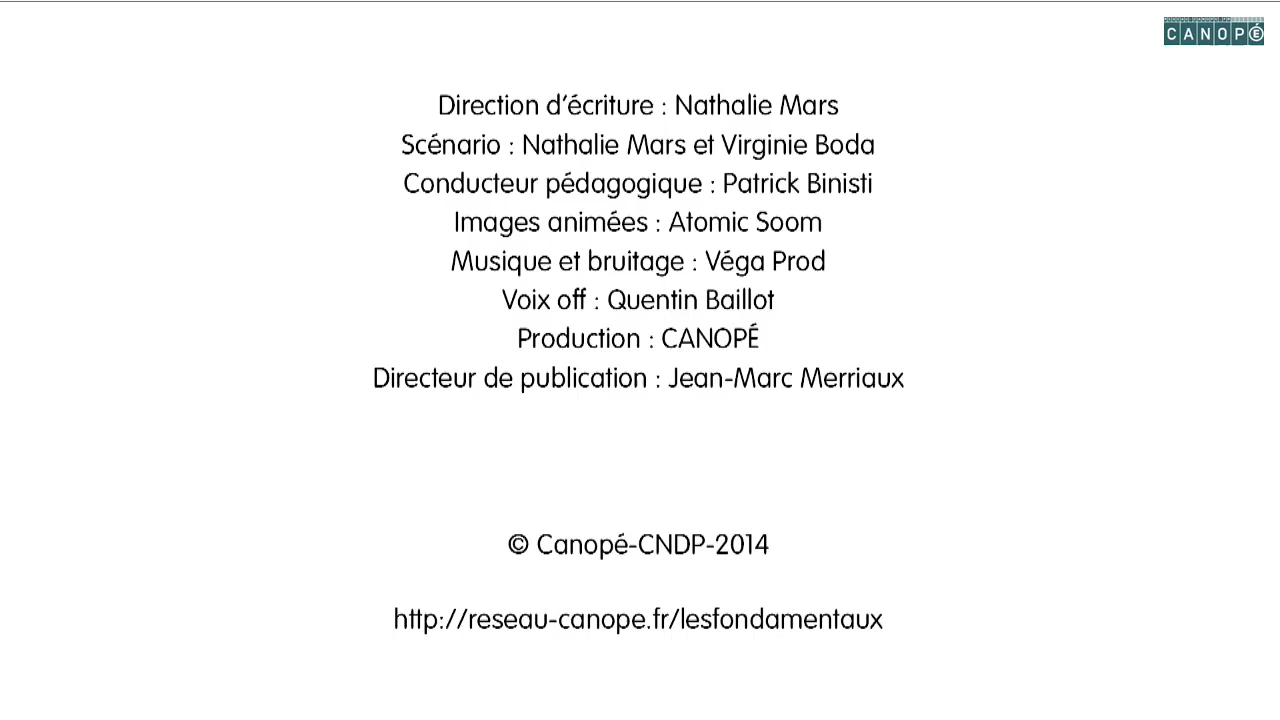 CANOPÉ
Direction d'écriture : Nathalie Mars
Scénario : Nathalie Mars et Virginie Boda
Conducteur pédagogique : Patrick Binisti
Images animées : Atomic Soom
Musique et bruitage : Véga Prod
Voix off : Quentin Baillot
Production : CANOPÉ
Directeur de publication : Jean-Marc Merriaux
© Canopé-CNDP-2014
http://reseau-canope.fr/lesfondamentaux